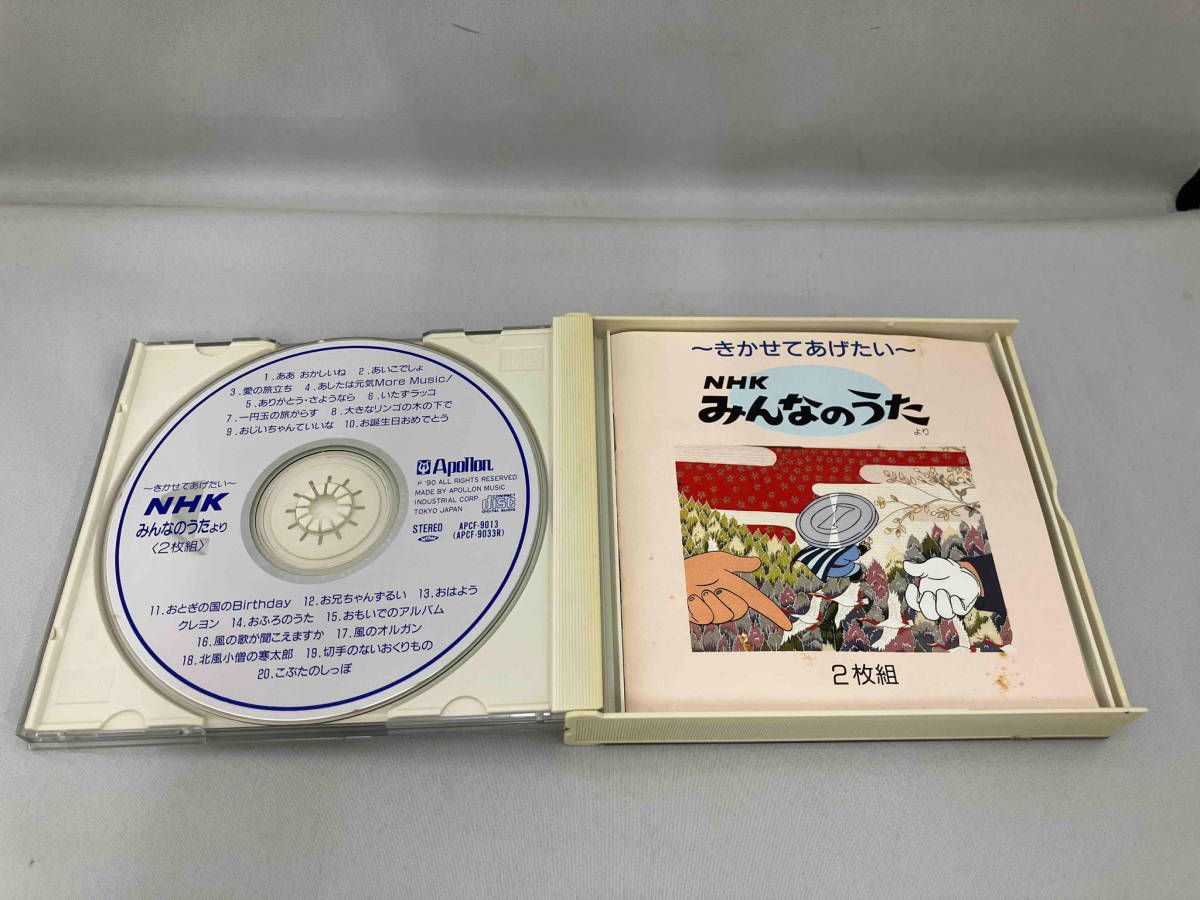 1.ああ おかしいね 2.あいこでしょ
3.愛の旅立ち 4.あしたは元気More Music!
5.ありがとう・さようなら 6.いたずラッコ
7.一円玉の旅がらす 8.大きなリンゴの木の下で
9.おじいちゃんていいな 10.お誕生日おめでとう
～きかせてあげたい～
NHK
みんなのうたより
〈2枚組〉
Apollon
℗ '90 ALL RIGHTS RESERVED
MADE BY APOLLON MUSIC
INDUSTRIAL CORP
TOKYO JAPAN
COMPACT
disc
DIGITAL AUDIO
STEREO
APCF-9013
(APCF-9033R)
11.おとぎの国のBirthday 12.お兄ちゃんずるい 13.おはよう
クレヨン 14.おふろのうた 15.おもいでのアルバム
16.風の歌が聞こえますか 17.風のオルガン
18.北風小僧の寒太郎 19.切手のないおくりもの
20.こぶたのしっぽ
～きかせてあげたい～
NHK
みんなのうた
より
2枚組